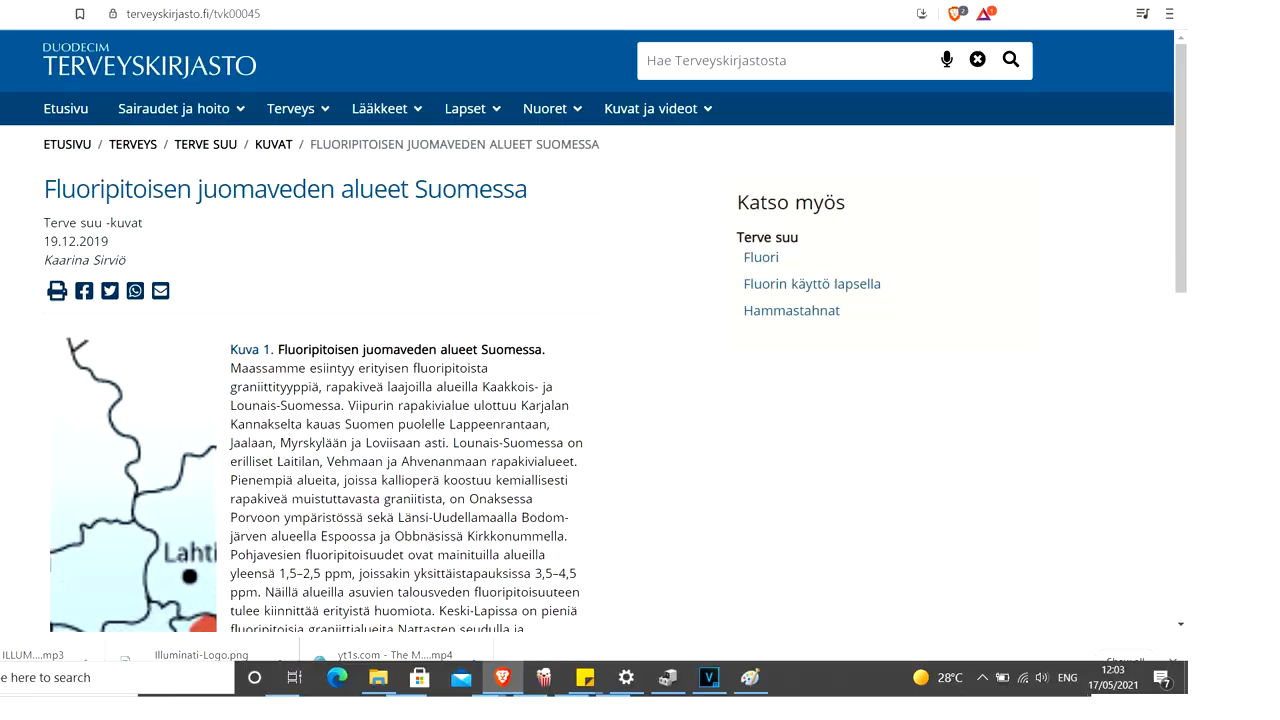 terveyskirjasto.fi/tvk00045
2
1
DUODECIM
TERVEYSKIRJASTO
Hae Terveyskirjastosta
Etusivu Sairaudet ja hoito Terveys Lääkkeet Lapset Nuoret Kuvat ja videot
ETUSIVU / TERVEYS / TERVE SUU / KUVAT / FLUORIPITOISEN JUOMAVEDEN ALUEET SUOMESSA
Fluoripitoisen juomaveden alueet Suomessa
Terve suu -kuvat
19.12.2019
Kaarina Sirviö
Katso myös
Terve suu
Fluori
Fluorin käyttö lapsella
Hammastahnat
Lahti
Kuva 1. Fluoripitoisen juomaveden alueet Suomessa.
Maassamme esiintyy erityisen fluoripitoista
graniittityyppiä, rapakiveä laajoilla alueilla Kaakkois- ja
Lounais-Suomessa. Viipurin rapakivialue ulottuu Karjalan
Kannakselta kauas Suomen puolelle Lappeenrantaan,
Jaalaan, Myrskylään ja Loviisaan asti. Lounais-Suomessa on
erilliset Laitilan, Vehmaan ja Ahvenanmaan rapakivialueet.
Pienempiä alueita, joissa kallioperä koostuu kemiallisesti
rapakiveä muistuttavasta graniitista, on Onaksessa
Porvoon ympäristössä sekä Länsi-Uudellamaalla Bodom-
järven alueella Espoossa ja Obbnäsissä Kirkkonummella.
Pohjavesien fluoripitoisuudet ovat mainituilla alueilla
yleensä 1,5–2,5 ppm, joissakin yksittäistapauksissa 3,5–4,5
ppm. Näillä alueilla asuvien talousveden fluoripitoisuuteen
tulee kiinnittää erityistä huomiota. Keski-Lapissa on pieniä
fluoripitoisia graniittialueita Nattasten seudulla ja
ILLUM....mp3 Illuminati-Logo.png yt1s.com - The M....mp4
e here to search
28°C ENG
12:03
17/05/2021
7